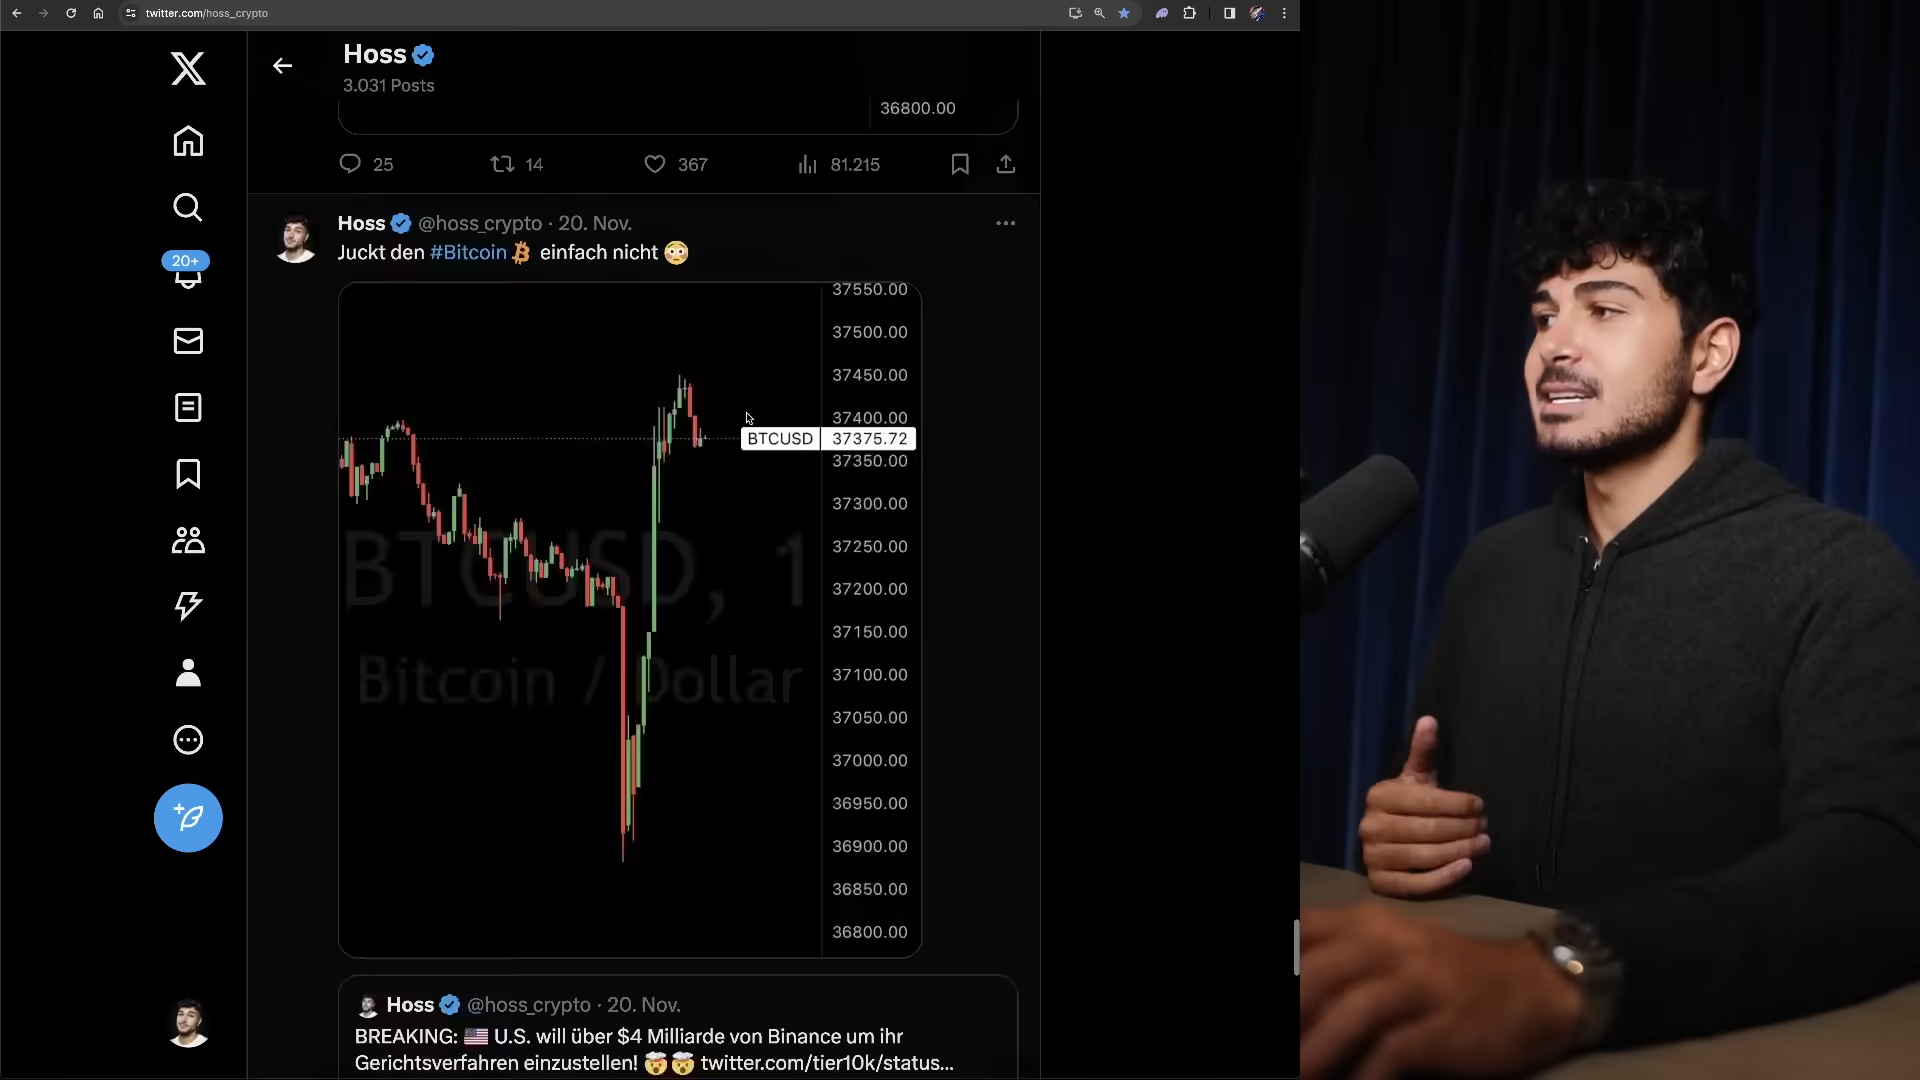 twitter.com/hoss_crypto
Hoss
3.031 Posts
36800.00
25 14 367 81.215
20+
Hoss @hoss_crypto · 20. Nov.
Juckt den #Bitcoin einfach nicht 😳
37550.00
37500.00
37450.00
37400.00
BTCUSD 37375.72
37350.00
37300.00
37250.00
BTCUSD, 1
37200.00
37150.00
37100.00
Bitcoin / Dollar
37050.00
37000.00
36950.00
36900.00
36850.00
36800.00
Hoss @hoss_crypto · 20. Nov.
BREAKING: 🇺🇸 U.S. will über $4 Milliarde von Binance um ihr
Gerichtsverfahren einzustellen! 🤯🤯 twitter.com/tier10k/status…